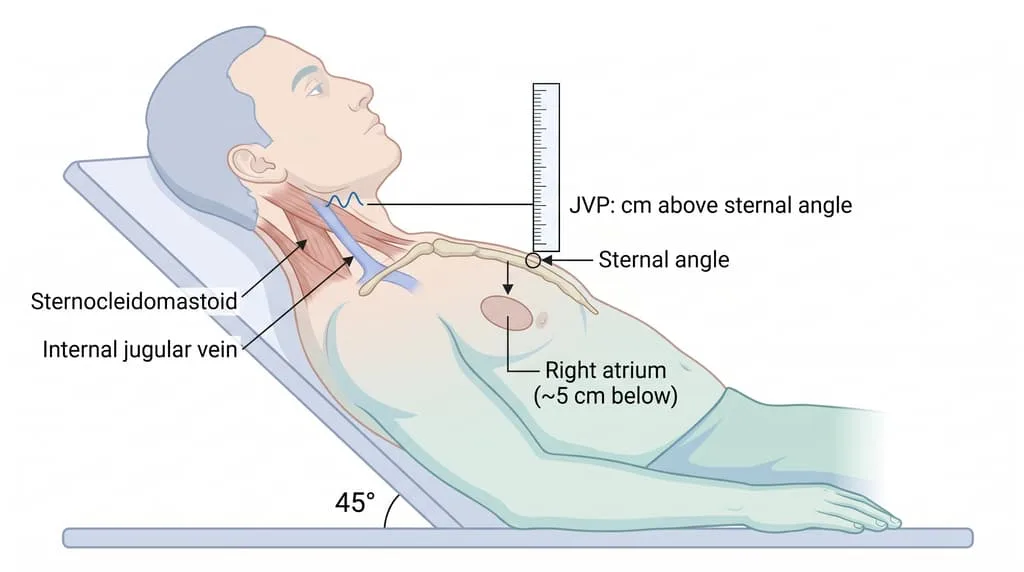 JVP: cm above sternal angle
Sternal angle
Sternocleidomastoid
Internal jugular vein
Right atrium
(~5 cm below)
45°